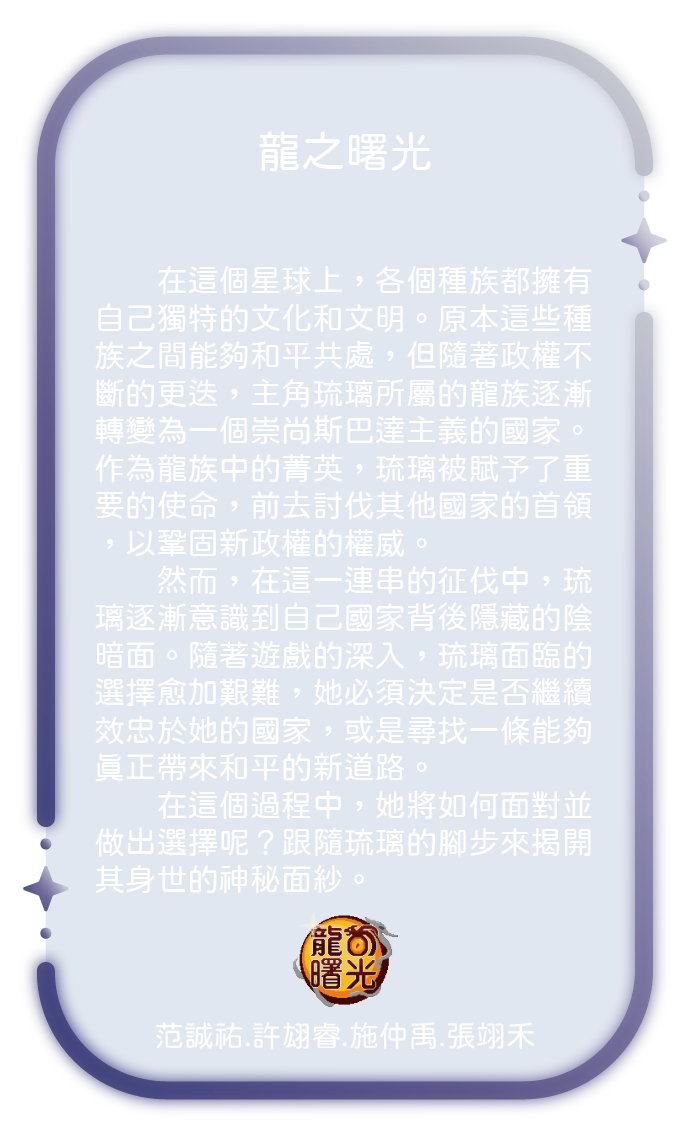 龍之曙光
在這個星球上，各個種族都擁有
自己獨特的文化和文明。原本這些種
族之間能夠和平共處，但隨著政權不
斷的更迭，主角琉璃所屬的龍族逐漸
轉變為一個崇尚斯巴達主義的國家。
作為龍族中的菁英，琉璃被賦予了重
要的使命，前去討伐其他國家的首領
，以鞏固新政權的權威。
然而，在這一連串的征伐中，琉
璃逐漸意識到自己國家背後隱藏的陰
暗面。隨著遊戲的深入，琉璃面臨的
選擇愈加艱難，她必須決定是否繼續
效忠於她的國家，或是尋找一條能夠
真正帶來和平的新道路。
在這個過程中，她將如何面對並
做出選擇呢？跟隨琉璃的腳步來揭開
其身世的神秘面紗。
龍的
曙光
范誠祐.許翃睿.施仲禹.張翊禾